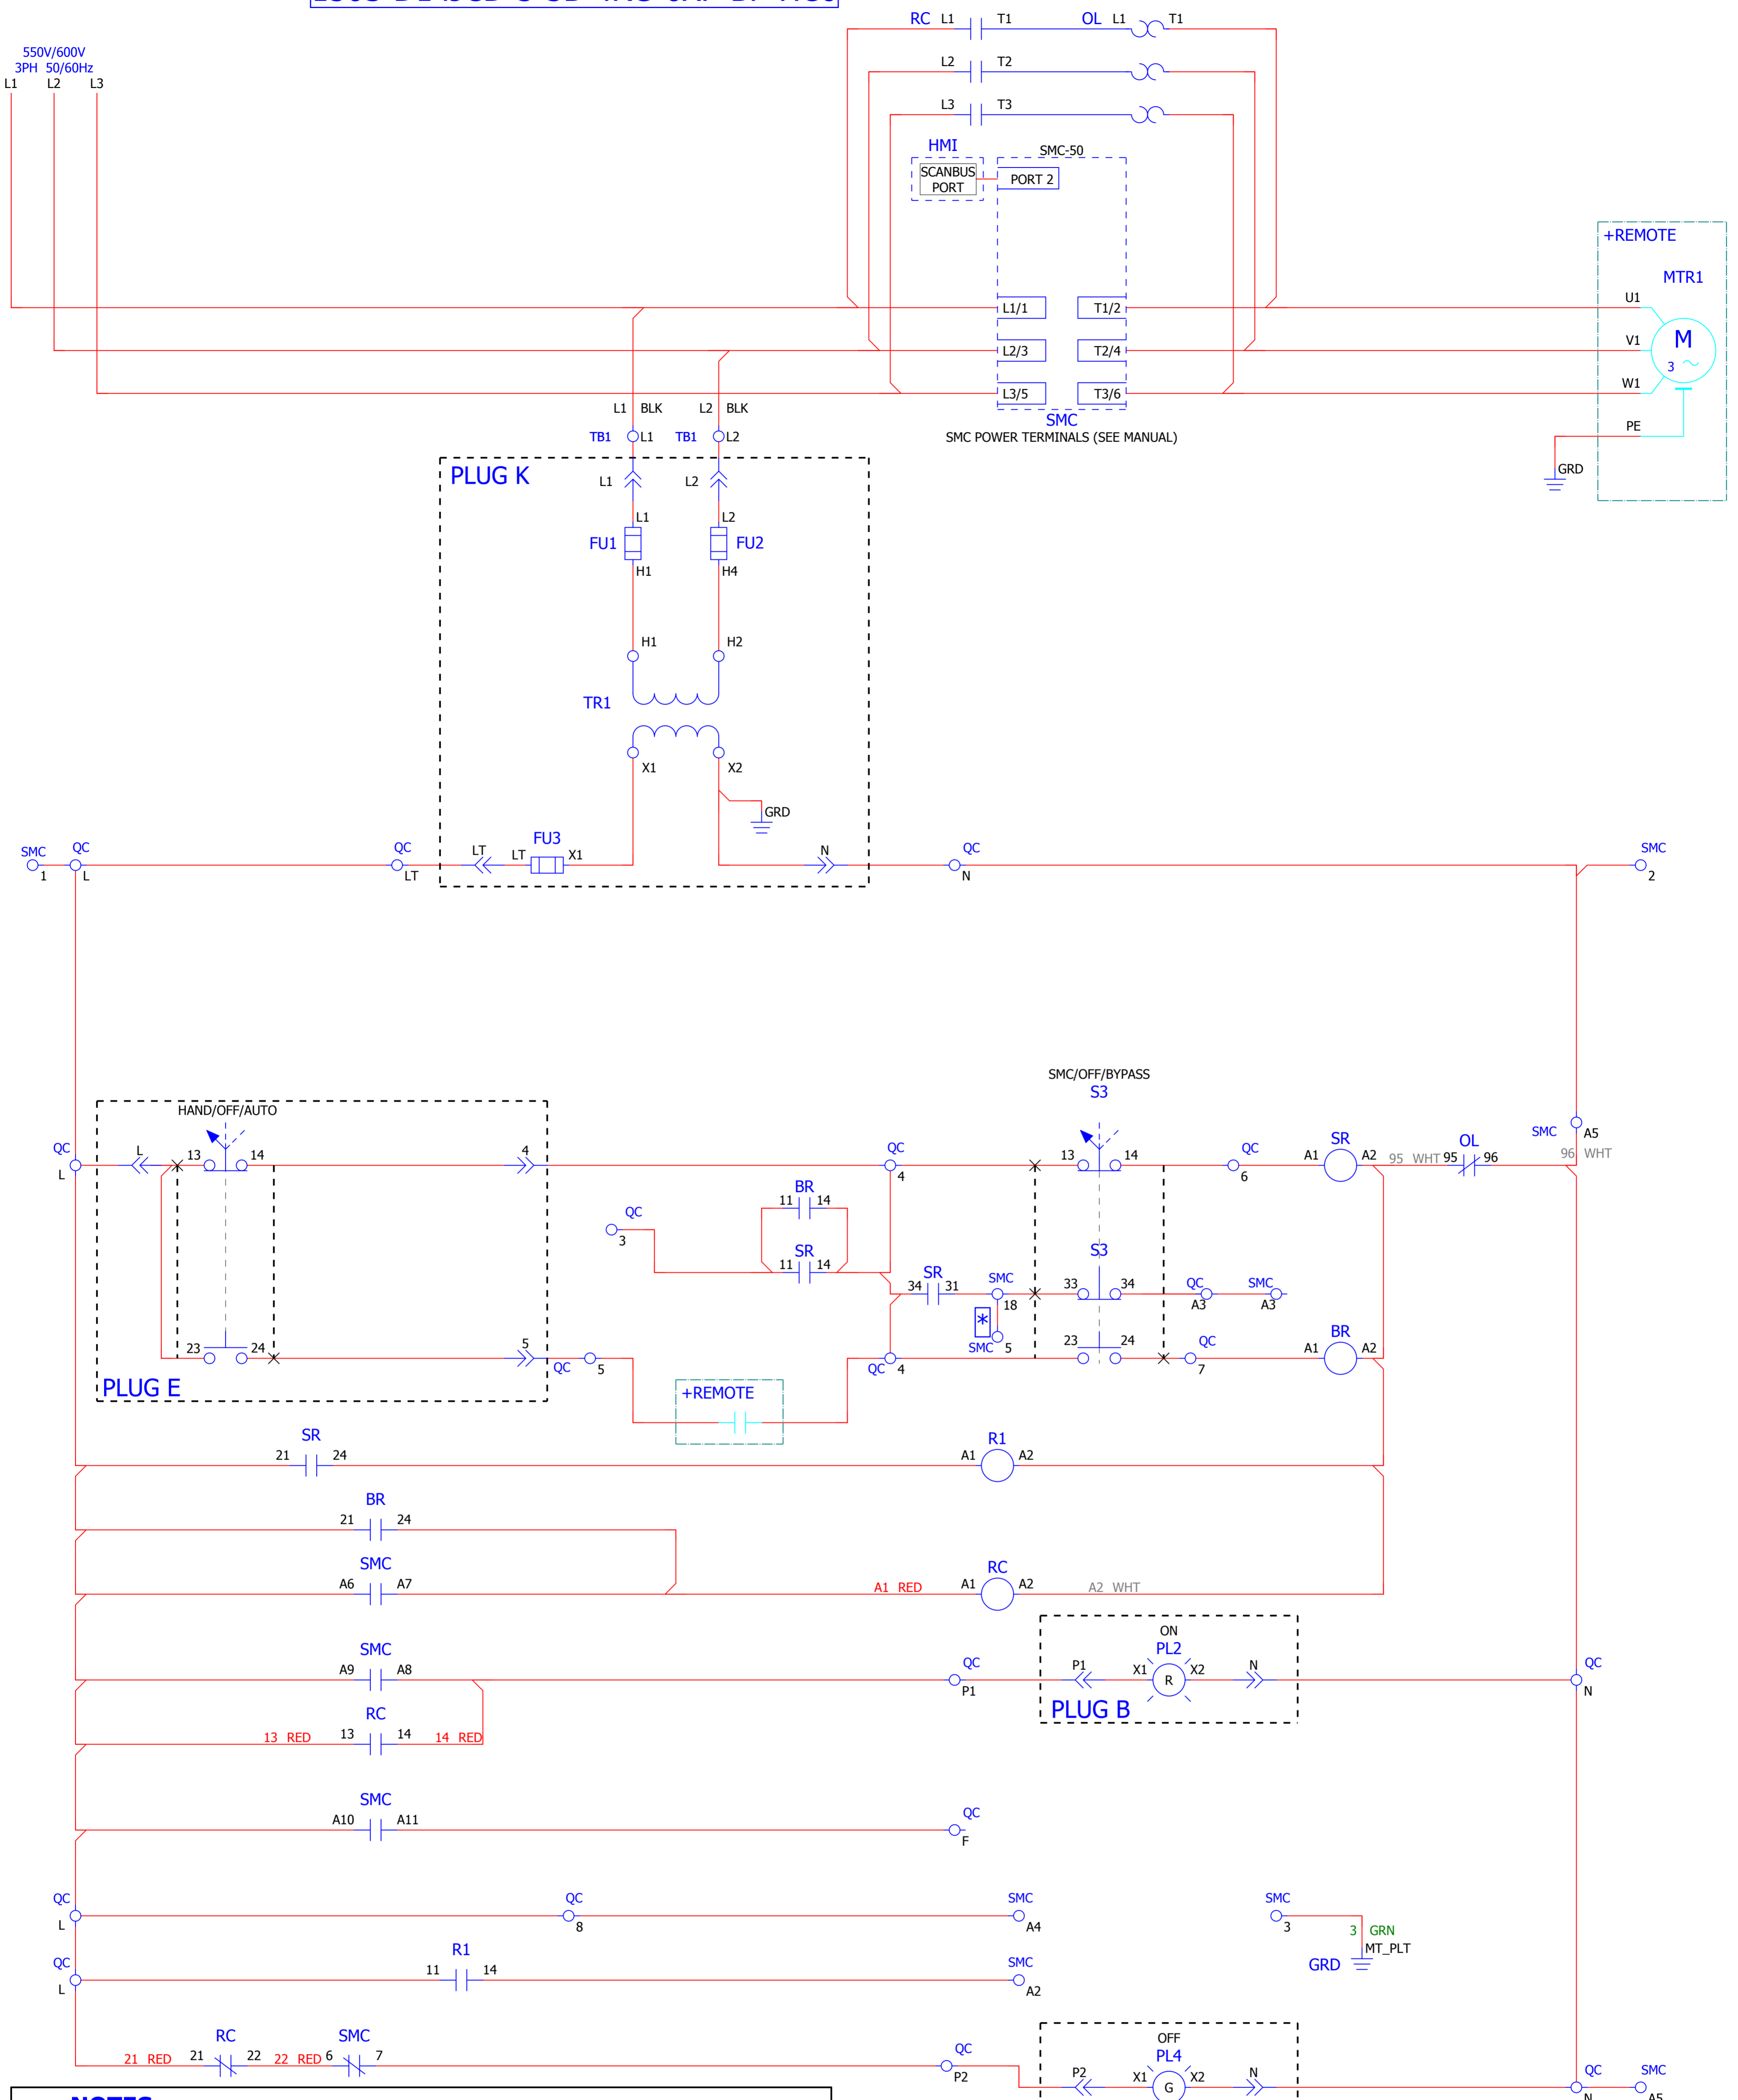 RC L1 T1 OL L1 T1
550V/600V
3PH 50/60Hz
L1 L2 L3
L2 T2
L3 T3
HMI
SMC-50
SCANBUS
PORT
PORT 2
+REMOTE
MTR1
L1/1 T1/2 U1
M
3
L2/3 T2/4 V1
L3/5 T3/6 W1
L1 BLK L2 BLK
SMC
SMC POWER TERMINALS (SEE MANUAL)
TB1 L1 TB1 L2
PE
GRD
PLUG K
L1 L2
L1 L2
FU1 FU2
H1 H4
H1 H2
TR1
X1 X2
GRD
SMC QC QC LT LT FU3 X1 N QC SMC
1 L LT N 2
SMC/OFF/BYPASS
S3
HAND/OFF/AUTO
QC L 13 14 4 QC 13 14 QC A1 SR A2 95 WHT 95 OL 96 SMC A5
96 WHT
L 4 6
BR
11 14
QC
3
SR
11 14
S3
SR
34 31 SMC 33 34 QC SMC
18 A3 A3
*
SMC 5
23 24 5 QC 5 QC 4 23 24 QC 7 A1 BR A2
PLUG E
+REMOTE
SR
21 24
R1
A1 A2
BR
21 24
SMC
A6 A7
A1 RED
RC
A1 A2
A2 WHT
SMC
A9 A8
QC
P1
ON
PL2
P1 X1 R X2 N
PLUG B
QC
N
RC
13 RED 13 14 14 RED
SMC
A10 A11
QC
F
QC
L
QC
8
SMC
A4
SMC
3
3 GRN
MT_PLT
GRD
QC
L
R1
11 14
SMC
A2
RC
21 RED 21 22
SMC
22 RED 6 7
QC
P2
OFF
PL4
P2 X1 G X2 N
QC SMC
N A5